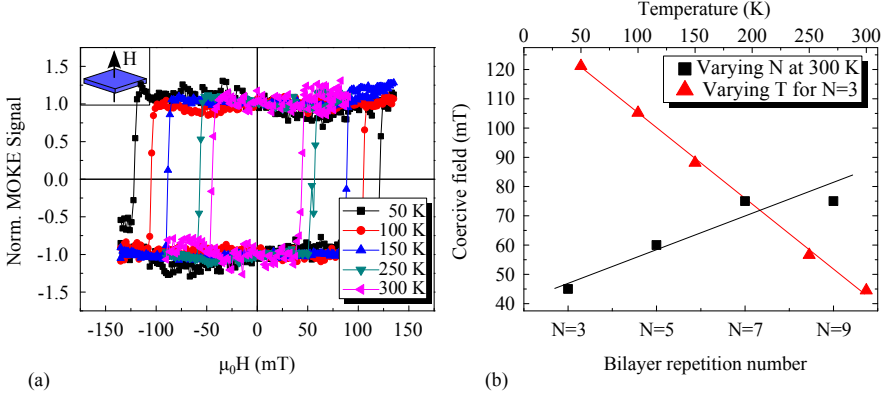 H
Norm. MOKE Signal
1.5
1.0
0.5
0.0
-0.5
-1.0
-1.5
50 K
100 K
150 K
250 K
300 K
-150 -100 -50 0 50 100 150
μ₀H (mT)
(a)
Temperature (K)
0 50 100 150 200 250 300
Coercive field (mT)
120
110
100
90
80
70
60
50
40
Varying N at 300 K
Varying T for N=3
N=3 N=5 N=7 N=9
Bilayer repetition number
(b)